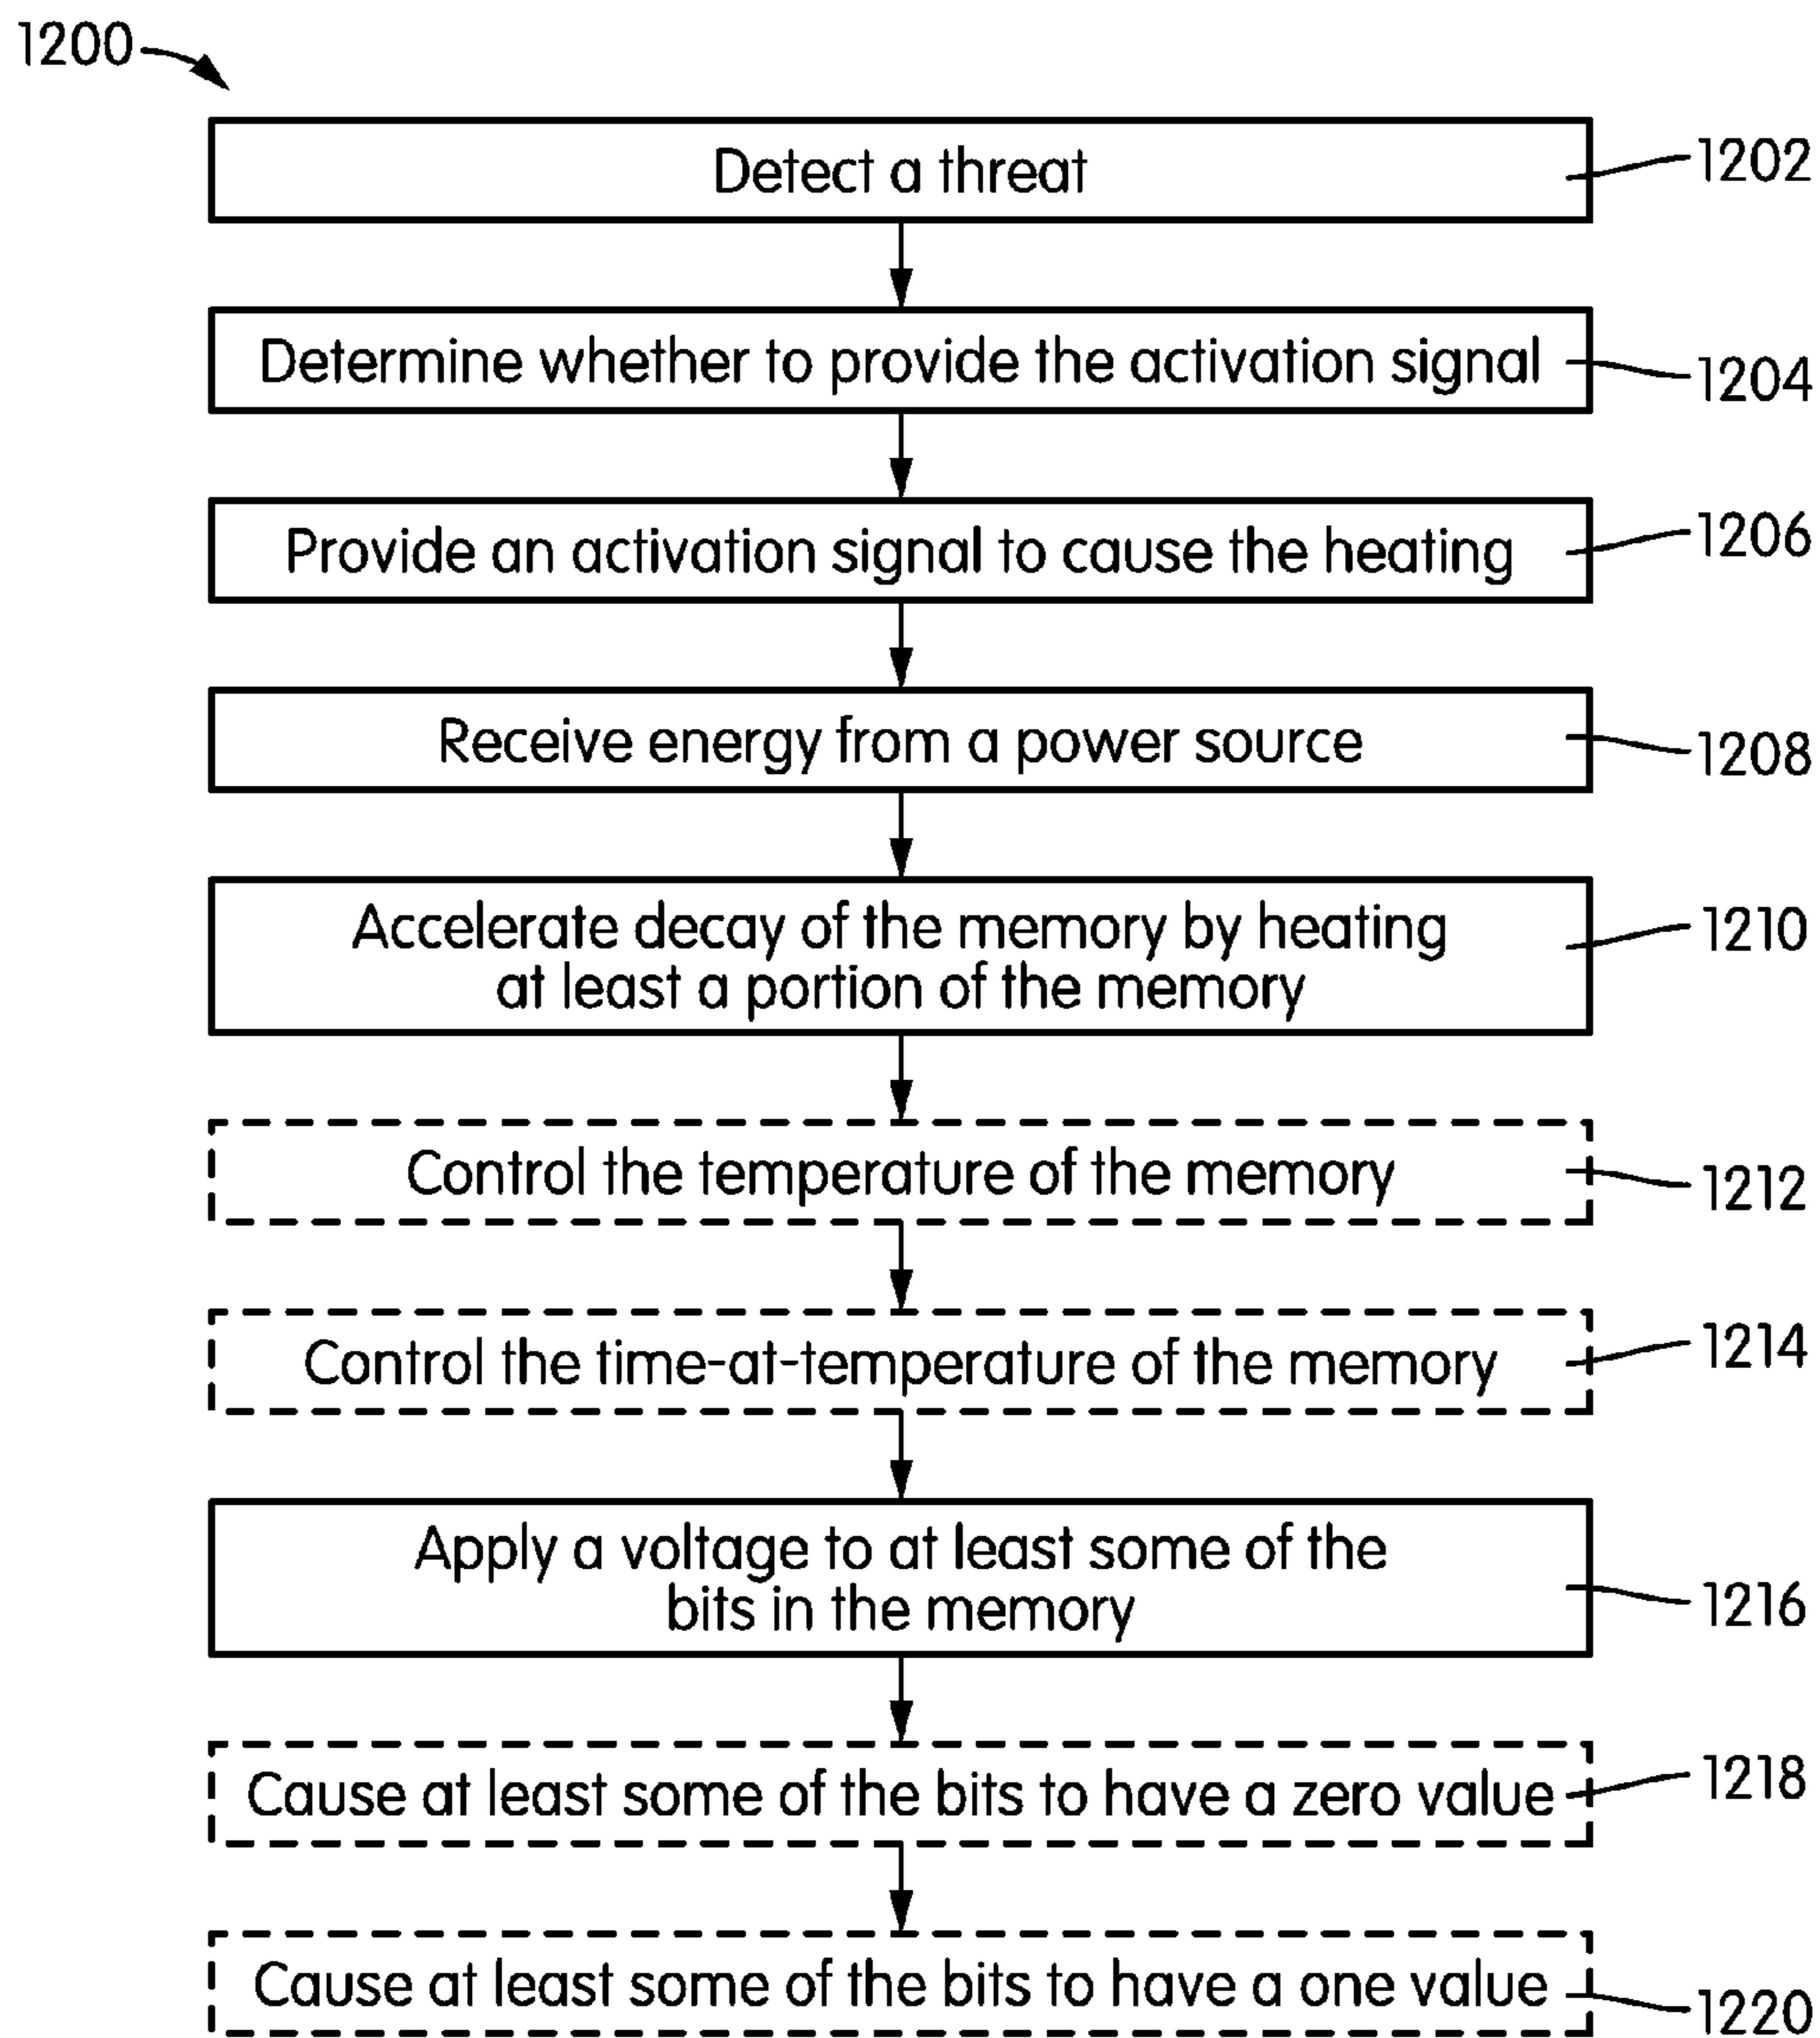 1200
Detect a threat
1202
Determine whether to provide the activation signal
1204
Provide an activation signal to cause the heating
1206
Receive energy from a power source
1208
Accelerate decay of the memory by heating
at least a portion of the memory
1210
Control the temperature of the memory
1212
Control the time-at-temperature of the memory
1214
Apply a voltage to at least some of the
bits in the memory
1216
Cause at least some of the bits to have a zero value
1218
Cause at least some of the bits to have a one value
1220